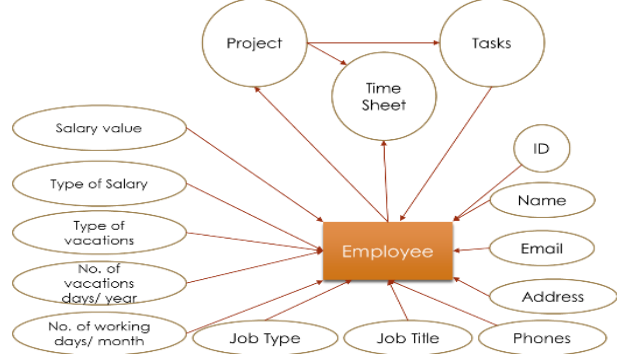 Project
Tasks
Time
Sheet
Salary value
ID
Type of Salary
Name
Type of
vacations
Employee
Email
No. of
vacations
days/ year
Address
No. of working
days/ month
Job Type
Job Title
Phones